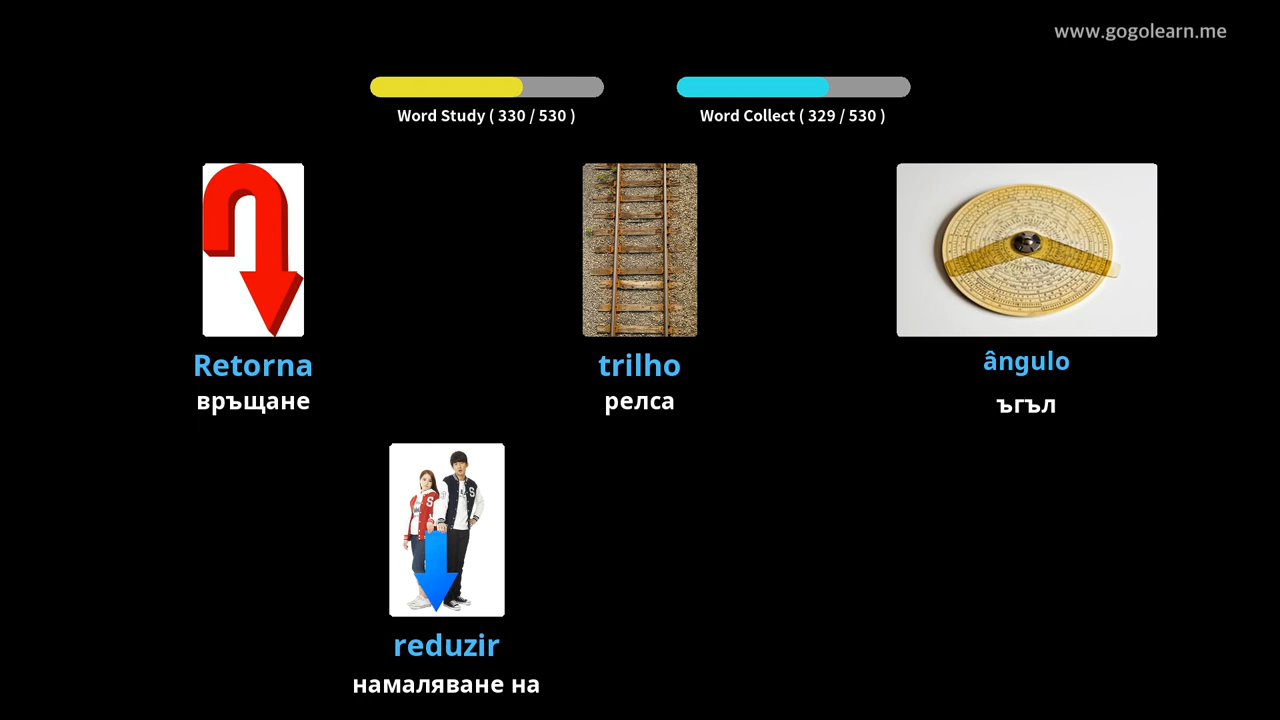 www.gogolearn.me
Word Study ( 330 / 530 )
Word Collect ( 329 / 530 )
Retorna
връщане
trilho
релса
ângulo
ъгъл
S
S
reduzir
намаляване на